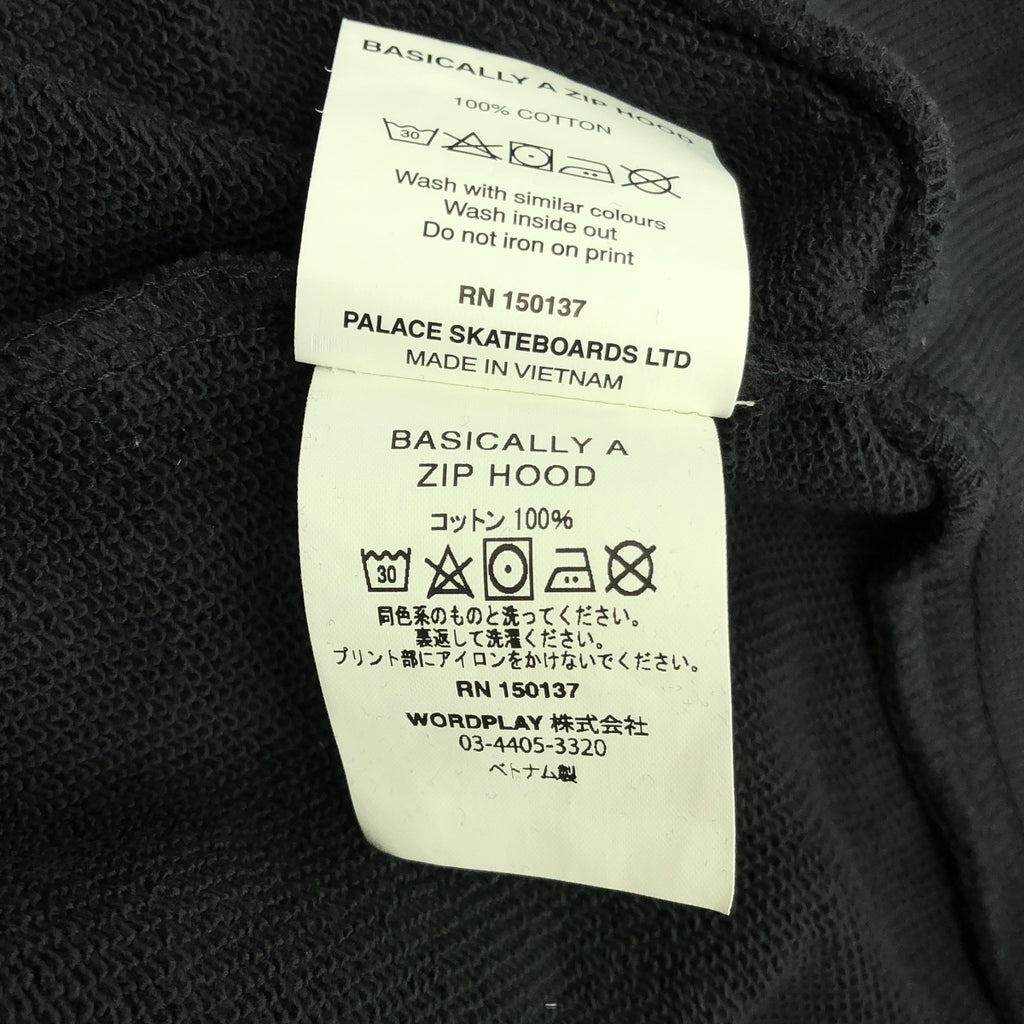 BASICALLY A ZIP HOOD
100% COTTON
30
Wash with similar colours
Wash inside out
Do not iron on print
RN 150137
PALACE SKATEBOARDS LTD
MADE IN VIETNAM
BASICALLY A
ZIP HOOD
コットン 100%
30
同色系のものと洗ってください。
裏返して洗濯ください。
プリント部にアイロンをかけないでください。
RN 150137
WORDPLAY 株式会社
03-4405-3320
ベトナム製